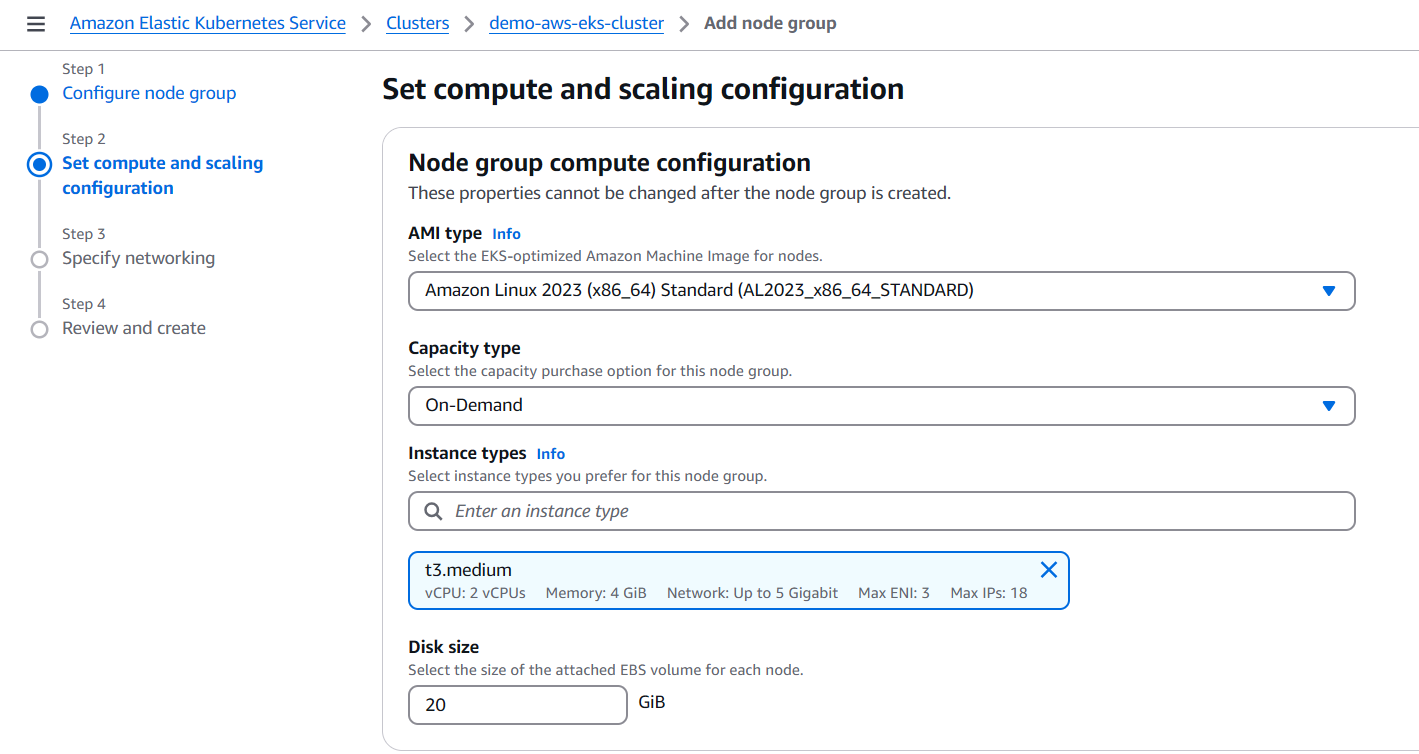 Amazon Elastic Kubernetes Service > Clusters > demo-aws-eks-cluster > Add node group
Step 1
Configure node group
Step 2
Set compute and scaling
configuration
Step 3
Specify networking
Step 4
Review and create
Set compute and scaling configuration
Node group compute configuration
These properties cannot be changed after the node group is created.
AMI type Info
Select the EKS-optimized Amazon Machine Image for nodes.
Amazon Linux 2023 (x86_64) Standard (AL2023_x86_64_STANDARD)
Capacity type
Select the capacity purchase option for this node group.
On-Demand
Instance types Info
Select instance types you prefer for this node group.
Enter an instance type
t3.medium
vCPU: 2 vCPUs Memory: 4 GiB Network: Up to 5 Gigabit Max ENI: 3 Max IPs: 18
Disk size
Select the size of the attached EBS volume for each node.
20 GiB